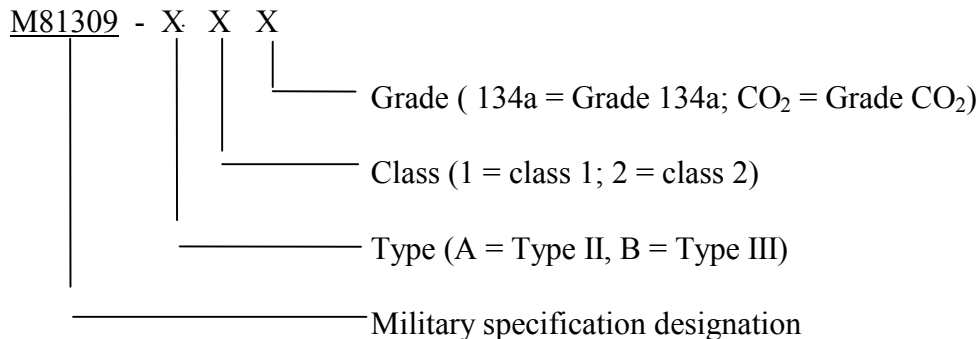 M81309 - X X X
Grade ( 134a = Grade 134a; CO₂ = Grade CO₂)
Class (1 = class 1; 2 = class 2)
Type (A = Type II, B = Type III)
Military specification designation